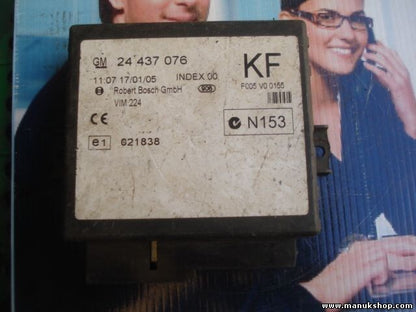 GM 24 437 076
KF
11:07 17/01/05 INDEX 00
F005 V0 0155
Robert Bosch GmbH
VIM 224
N153
CE
e1 021838
www.manukshop.com